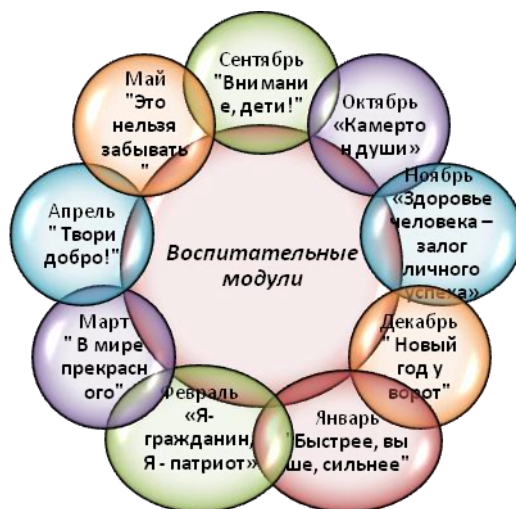 Сентябрь
"Внимани
е, дети!"
Октябрь
«Камерто
н души»
Ноябрь
«Здоровье
человека –
залог
личного
успеха»
Декабрь
" Новый
год у
ворот"
Январь
"Быстрее, вы
ше, сильнее"
Февраль
«Я-
гражданин,
Я - патриот»
Март
" В мире
прекрасн
ого"
Апрель
" Твори
добро!"
Май
"Это
нельзя
забывать
"
Воспитательные
модули